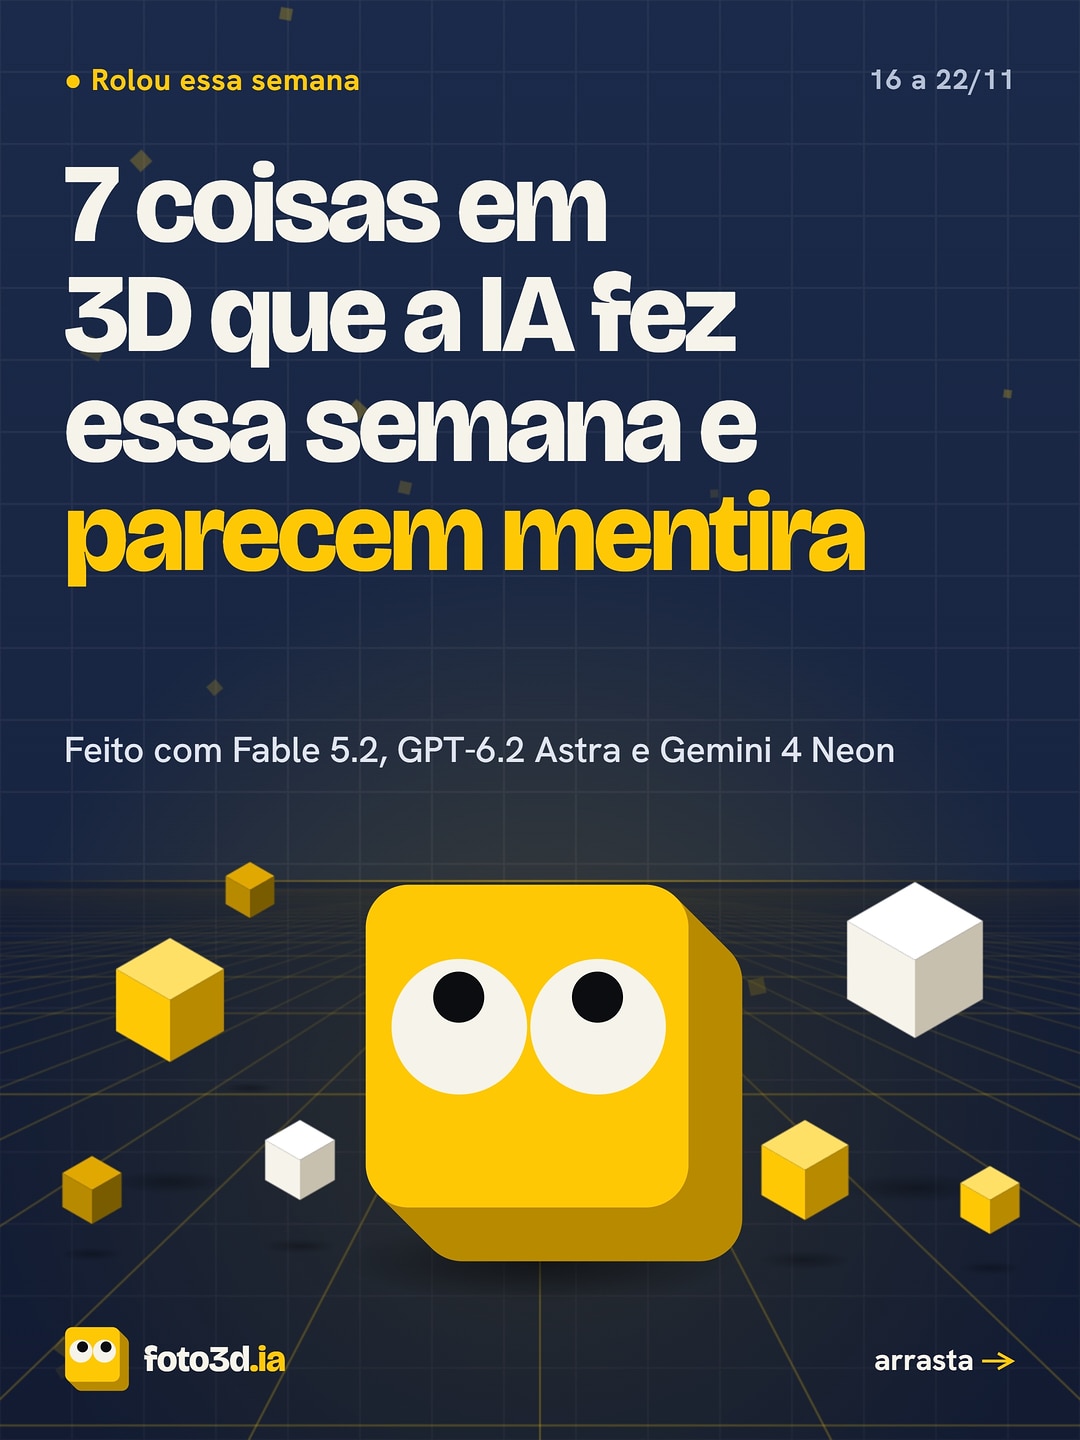 • Rolou essa semana
16 a 22/11
7 coisas em
3D que a IA fez
essa semana e
parecem mentira
Feito com Fable 5.2, GPT-6.2 Astra e Gemini 4 Neon
foto3d.ia
arrasta →